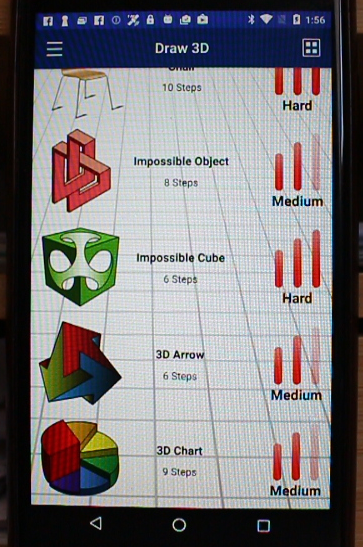 1:56
Draw 3D
Chair
10 Steps
Hard
Impossible Object
8 Steps
Medium
Impossible Cube
6 Steps
Hard
3D Arrow
6 Steps
Medium
3D Chart
9 Steps
Medium